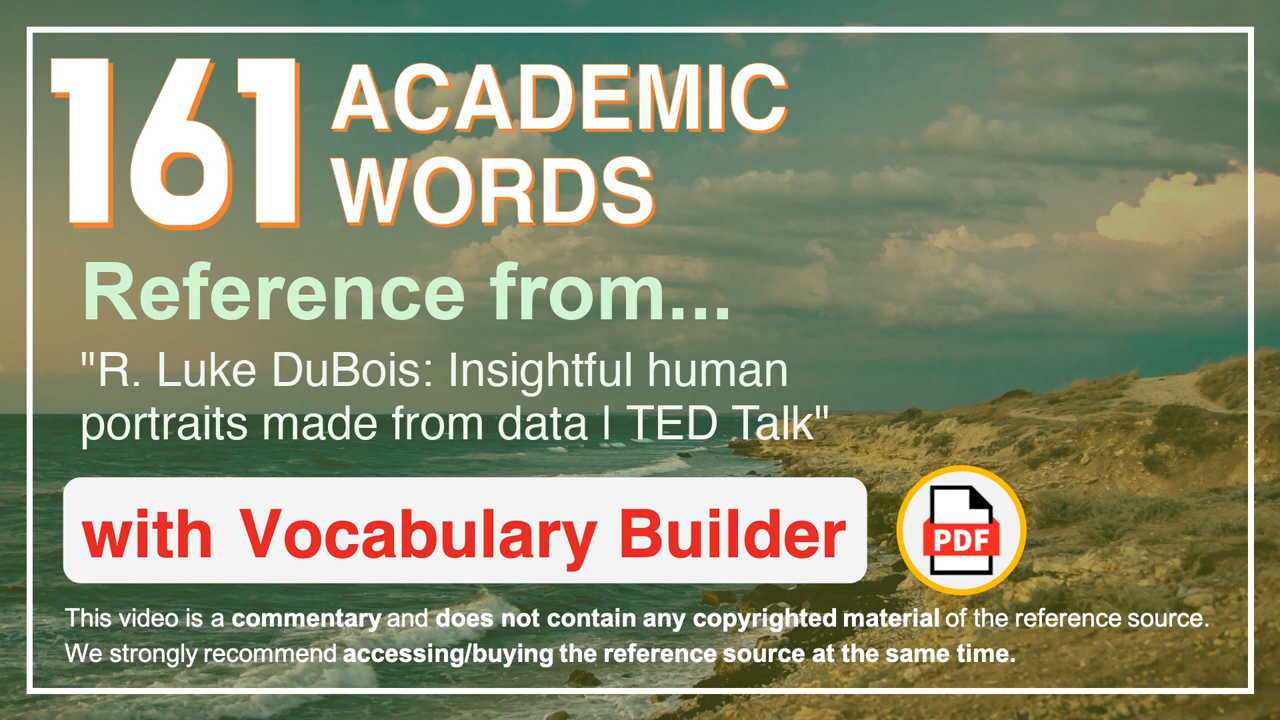 161 ACADEMIC
WORDS
Reference from...
"R. Luke DuBois: Insightful human
portraits made from data | TED Talk"
with Vocabulary Builder
PDF
This video is a commentary and does not contain any copyrighted material of the reference source.
We strongly recommend accessing/buying the reference source at the same time.